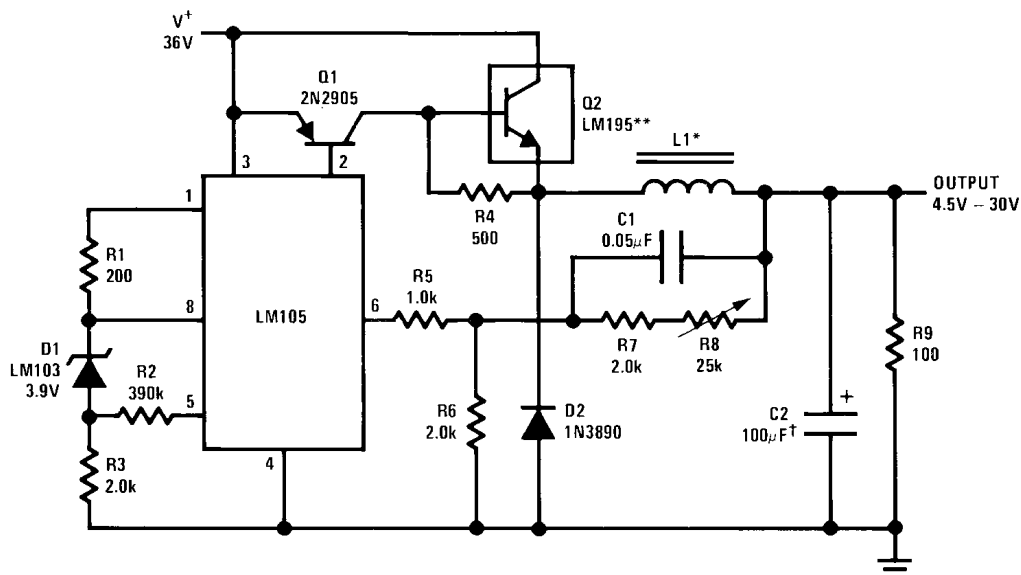 V+
36V
Q1
2N2905
Q2
LM195**
L1*
3
2
OUTPUT
4.5V – 30V
1
R4
500
C1
0.05μF
R1
200
R5
1.0k
8
LM105
6
R7
2.0k
R8
25k
R9
100
D1
LM103
3.9V
R2
390k
5
R6
2.0k
D2
1N3890
+
C2
100μF†
R3
2.0k
4